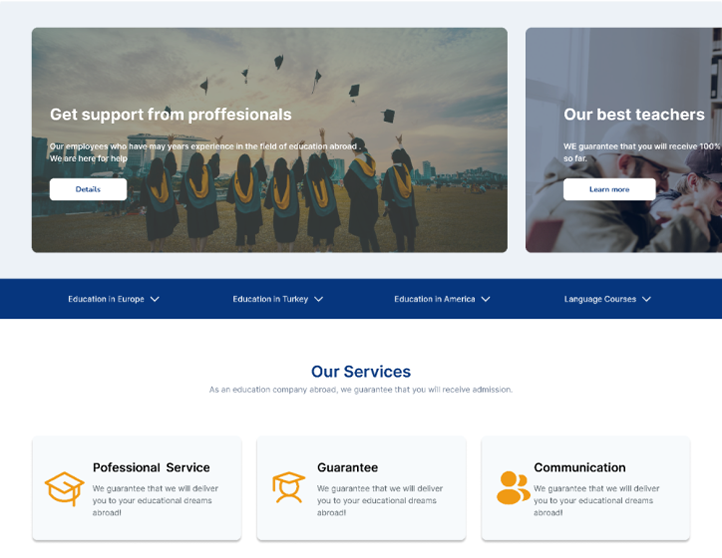 Get support from proffesionals
Our employees who have may years experience in the field of education abroad .
We are here for help
Details
Our best teachers
WE guarantee that you will receive 100%
so far.
Learn more
Education in Europe
Education in Turkey
Education in America
Language Courses
Our Services
As an education company abroad, we guarantee that you will receive admission.
Pofessional Service
We guarantee that we will deliver
you to your educational dreams
abroad!
Guarantee
We guarantee that we will deliver
you to your educational dreams
abroad!
Communication
We guarantee that we will deliver
you to your educational dreams
abroad!